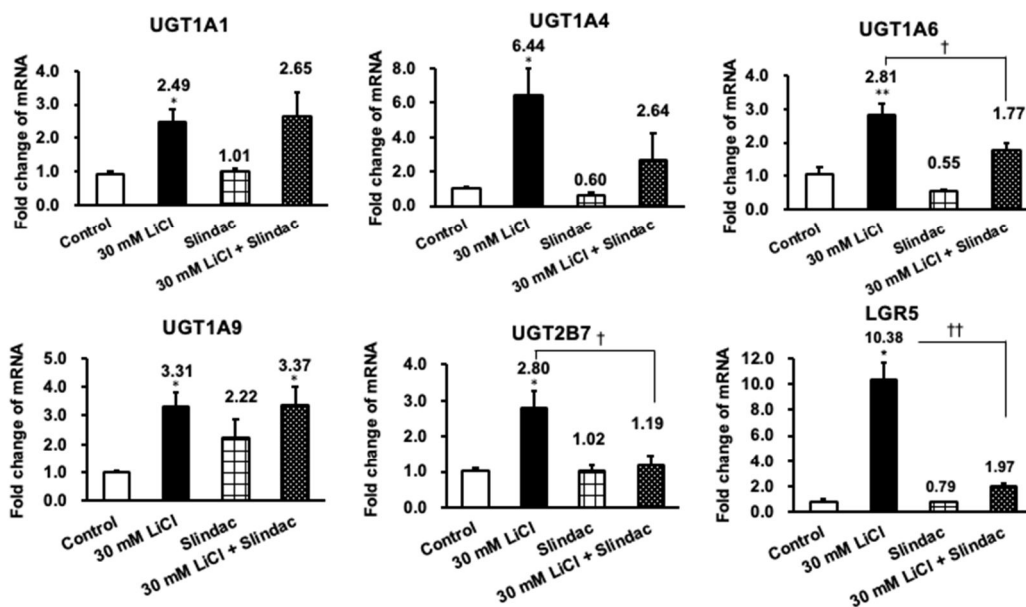 UGT1A1
Fold change of mRNA
4.0
3.0
2.0
1.0
0.0
2.49
*
1.01
2.65
Control
30 mM LiCl
Slindac
30 mM LiCl + Slindac
UGT1A4
Fold change of mRNA
8.0
6.0
4.0
2.0
0.0
6.44
*
0.60
2.64
Control
30 mM LiCl
Slindac
30 mM LiCl + Slindac
UGT1A6
†
Fold change of mRNA
4.0
3.0
2.0
1.0
0.0
2.81
**
0.55
1.77
Control
30 mM LiCl
Slindac
30 mM LiCl + Slindac
UGT1A9
Fold change of mRNA
5.0
4.0
3.0
2.0
1.0
0.0
3.31
*
2.22
3.37
*
Control
30 mM LiCl
Slindac
30 mM LiCl + Slindac
UGT2B7
†
Fold change of mRNA
4.0
3.0
2.0
1.0
0.0
2.80
*
1.02
1.19
Control
30 mM LiCl
Slindac
30 mM LiCl + Slindac
LGR5
††
Fold change of mRNA
12.0
10.0
8.0
6.0
4.0
2.0
0.0
10.38
*
0.79
1.97
Control
30 mM LiCl
Slindac
30 mM LiCl + Slindac